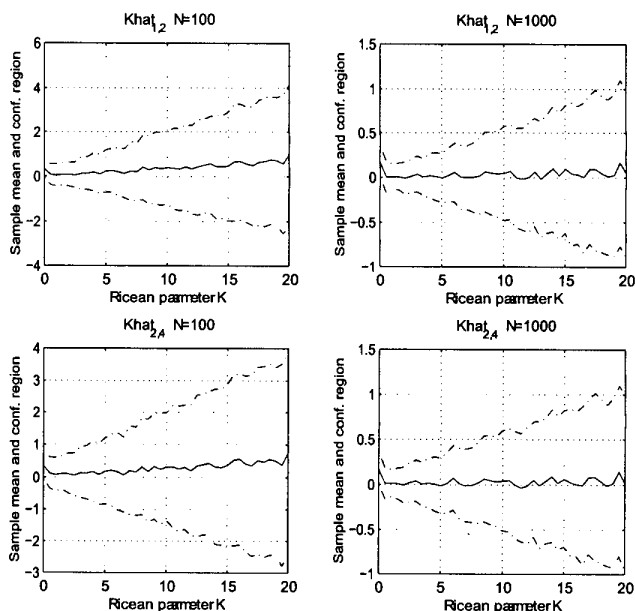 Khat1,2 N=100
Sample mean and conf. region
6
4
2
0
−2
−4
0 5 10 15 20
Ricean parmeter K
Khat1,2 N=1000
Sample mean and conf. region
1.5
1
0.5
0
−0.5
−1
0 5 10 15 20
Ricean parmeter K
Khat2,4 N=100
Sample mean and conf. region
4
3
2
1
0
−1
−2
−3
0 5 10 15 20
Ricean parmeter K
Khat2,4 N=1000
Sample mean and conf. region
1.5
1
0.5
0
−0.5
−1
0 5 10 15 20
Ricean parmeter K